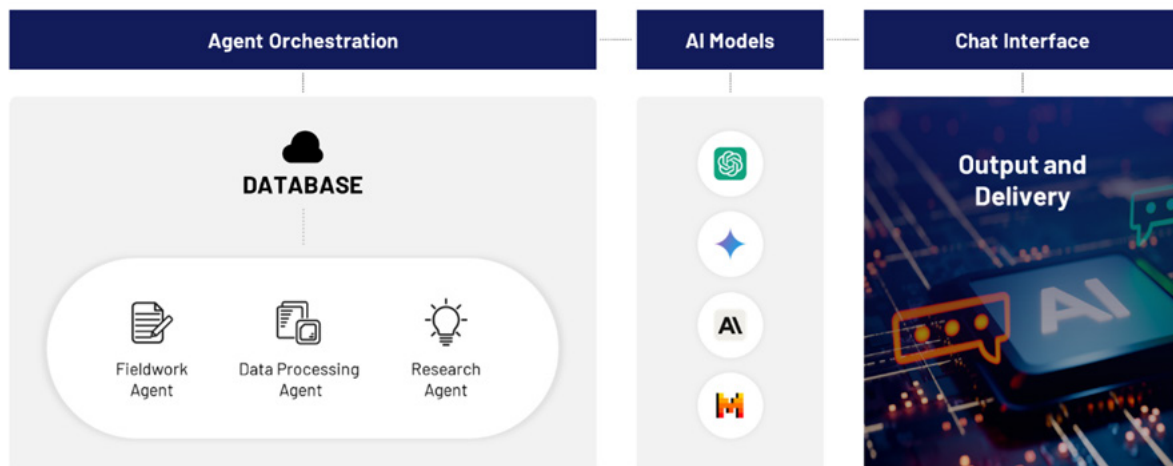 Agent Orchestration
AI Models
Chat Interface
DATABASE
Output and
Delivery
Fieldwork
Agent
Data Processing
Agent
Research
Agent
A\
AI